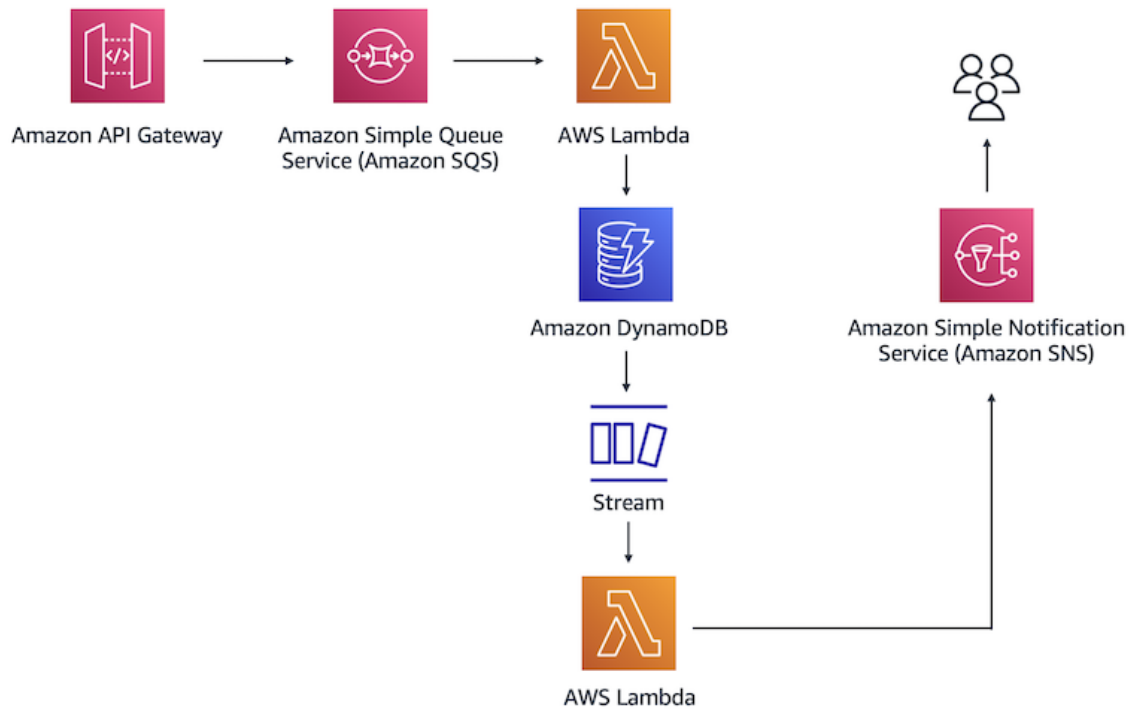 </>
Amazon API Gateway
Amazon Simple Queue
Service (Amazon SQS)
AWS Lambda
Amazon DynamoDB
Stream
AWS Lambda
Amazon Simple Notification
Service (Amazon SNS)